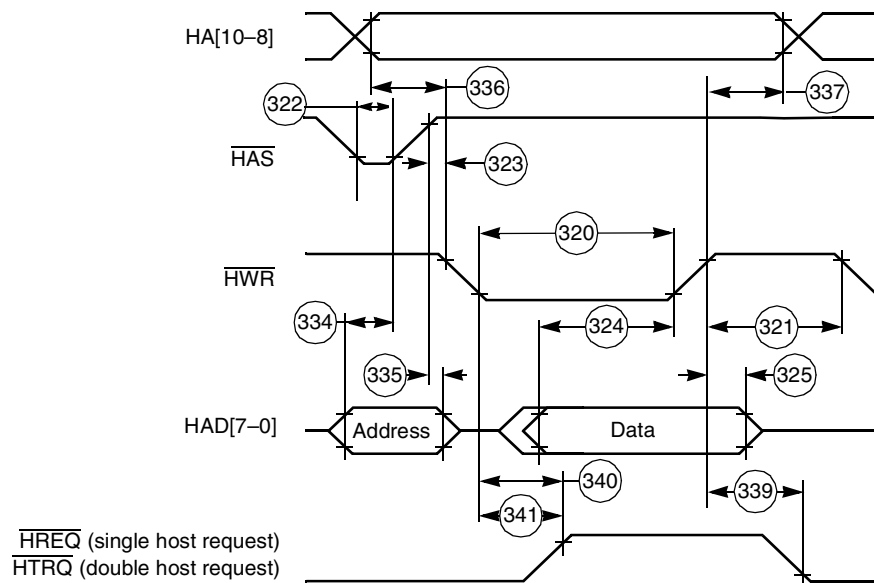 HA[10–8]
336
337
322
HAS
323
320
HWR
334
324
321
335
325
HAD[7–0]
Address
Data
340
339
341
HREQ (single host request)
HTRQ (double host request)